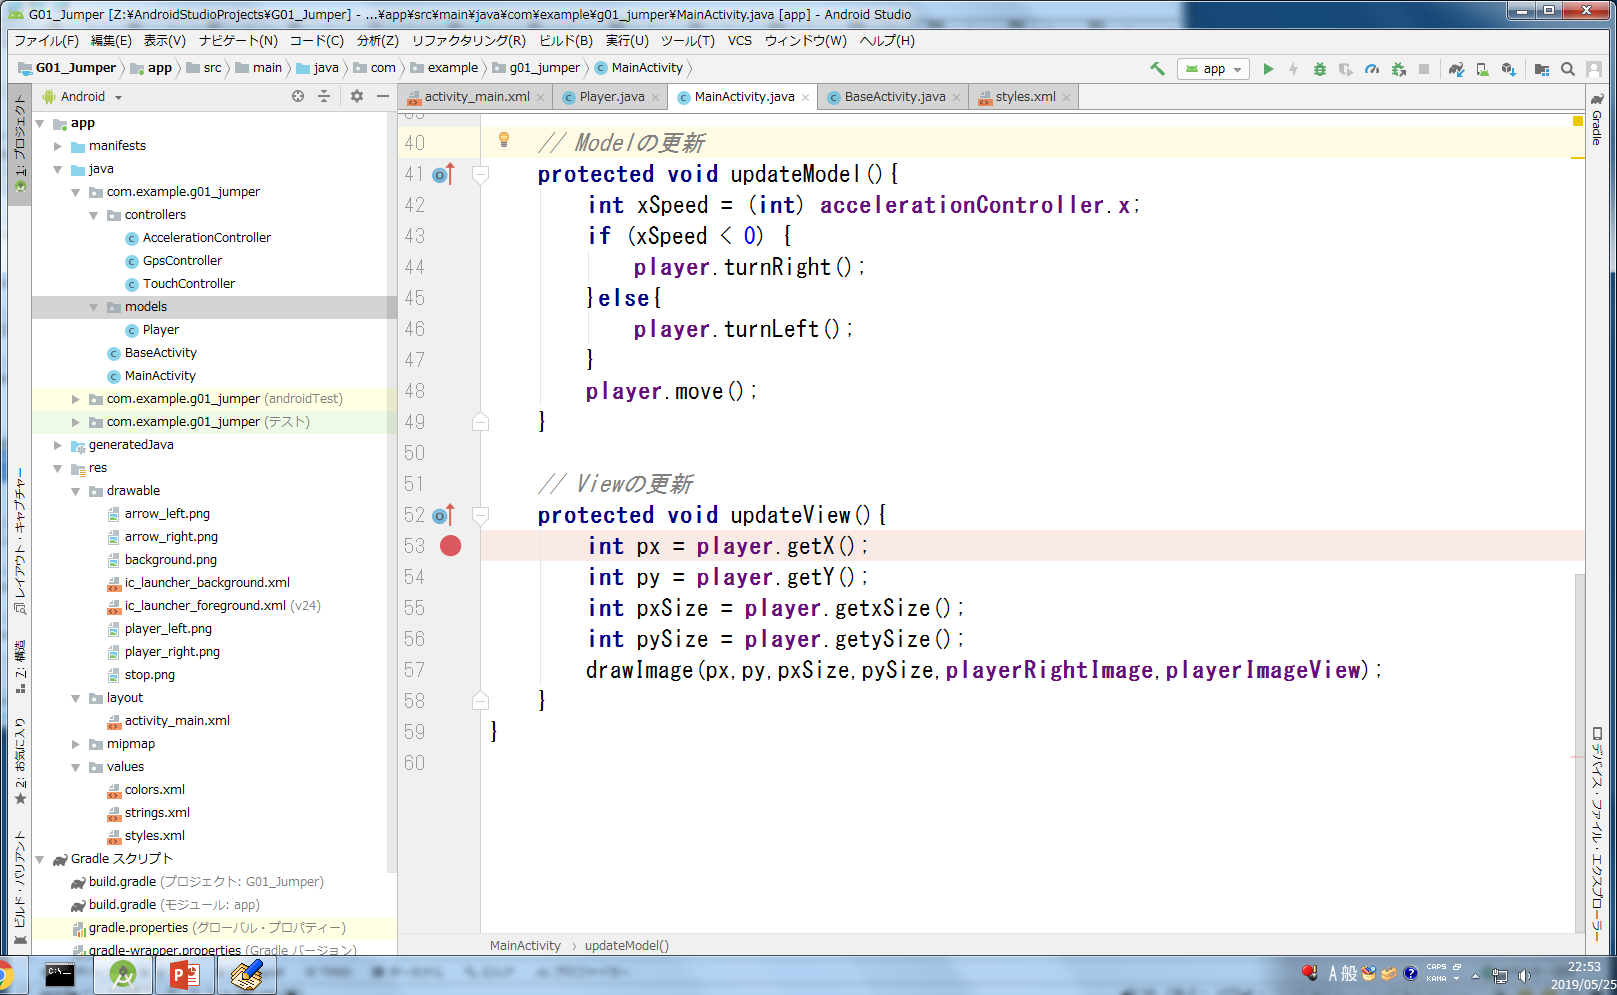 G01_Jumper [Z:¥AndroidStudioProjects¥G01_Jumper] - ...¥app¥src¥main¥java¥com¥example¥g01_jumper¥MainActivity.java [app] - Android Studio
ファイル(F) 編集(E) 表示(V) ナビゲート(N) コード(C) 分析(Z) リファクタリング(R) ビルド(B) 実行(U) ツール(T) VCS ウィンドウ(W) ヘルプ(H)
G01_Jumper app src main java com example g01_jumper MainActivity app
Android
activity_main.xml Player.java MainActivity.java BaseActivity.java styles.xml
1: プロジェクト
レイアウト・キャプチャー
Z: 構造
2: お気に入り
ビルド・バリアント
app
manifests
java
com.example.g01_jumper
controllers
AccelerationController
GpsController
TouchController
models
Player
BaseActivity
MainActivity
com.example.g01_jumper (androidTest)
com.example.g01_jumper (テスト)
generatedJava
res
drawable
arrow_left.png
arrow_right.png
background.png
ic_launcher_background.xml
ic_launcher_foreground.xml (v24)
player_left.png
player_right.png
stop.png
layout
activity_main.xml
mipmap
values
colors.xml
strings.xml
styles.xml
Gradle スクリプト
build.gradle (プロジェクト: G01_Jumper)
build.gradle (モジュール: app)
gradle.properties (グローバル・プロパティー)
gradle-wrapper.properties (Gradle バージョン)
40 // Modelの更新
41 protected void updateModel(){
42 int xSpeed = (int) accelerationController.x;
43 if (xSpeed < 0) {
44 player.turnRight();
45 }else{
46 player.turnLeft();
47 }
48 player.move();
49 }
50
51 // Viewの更新
52 protected void updateView(){
53 int px = player.getX();
54 int py = player.getY();
55 int pxSize = player.getxSize();
56 int pySize = player.getySize();
57 drawImage(px,py,pxSize,pySize,playerRightImage,playerImageView);
58 }
59 }
60
MainActivity › updateModel()
Gradle
デバイス・ファイル・エクスプローラー
A 般 CAPS KANA
22:53
2019/05/25